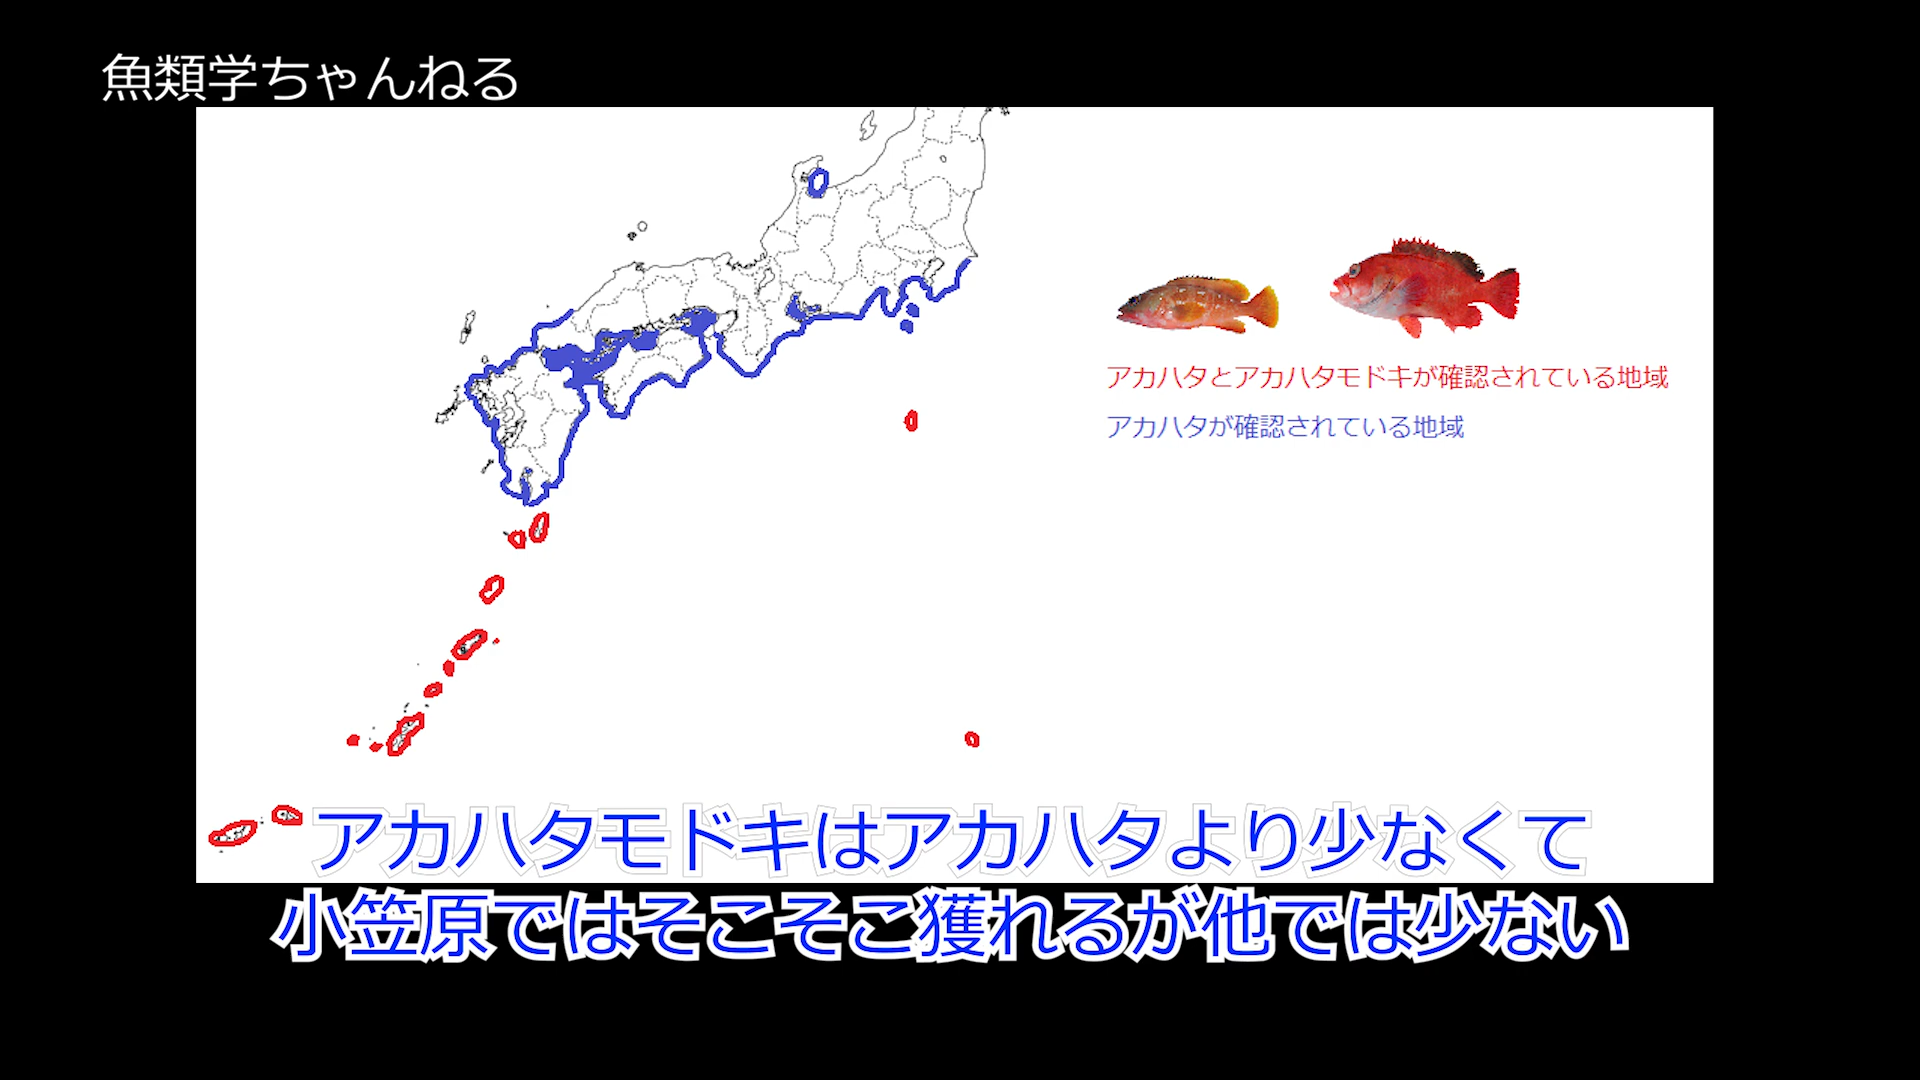 魚類学ちゃんねる
アカハタとアカハタモドキが確認されている地域
アカハタが確認されている地域
アカハタモドキはアカハタより少なくて
小笠原ではそこそこ獲れるが他では少ない